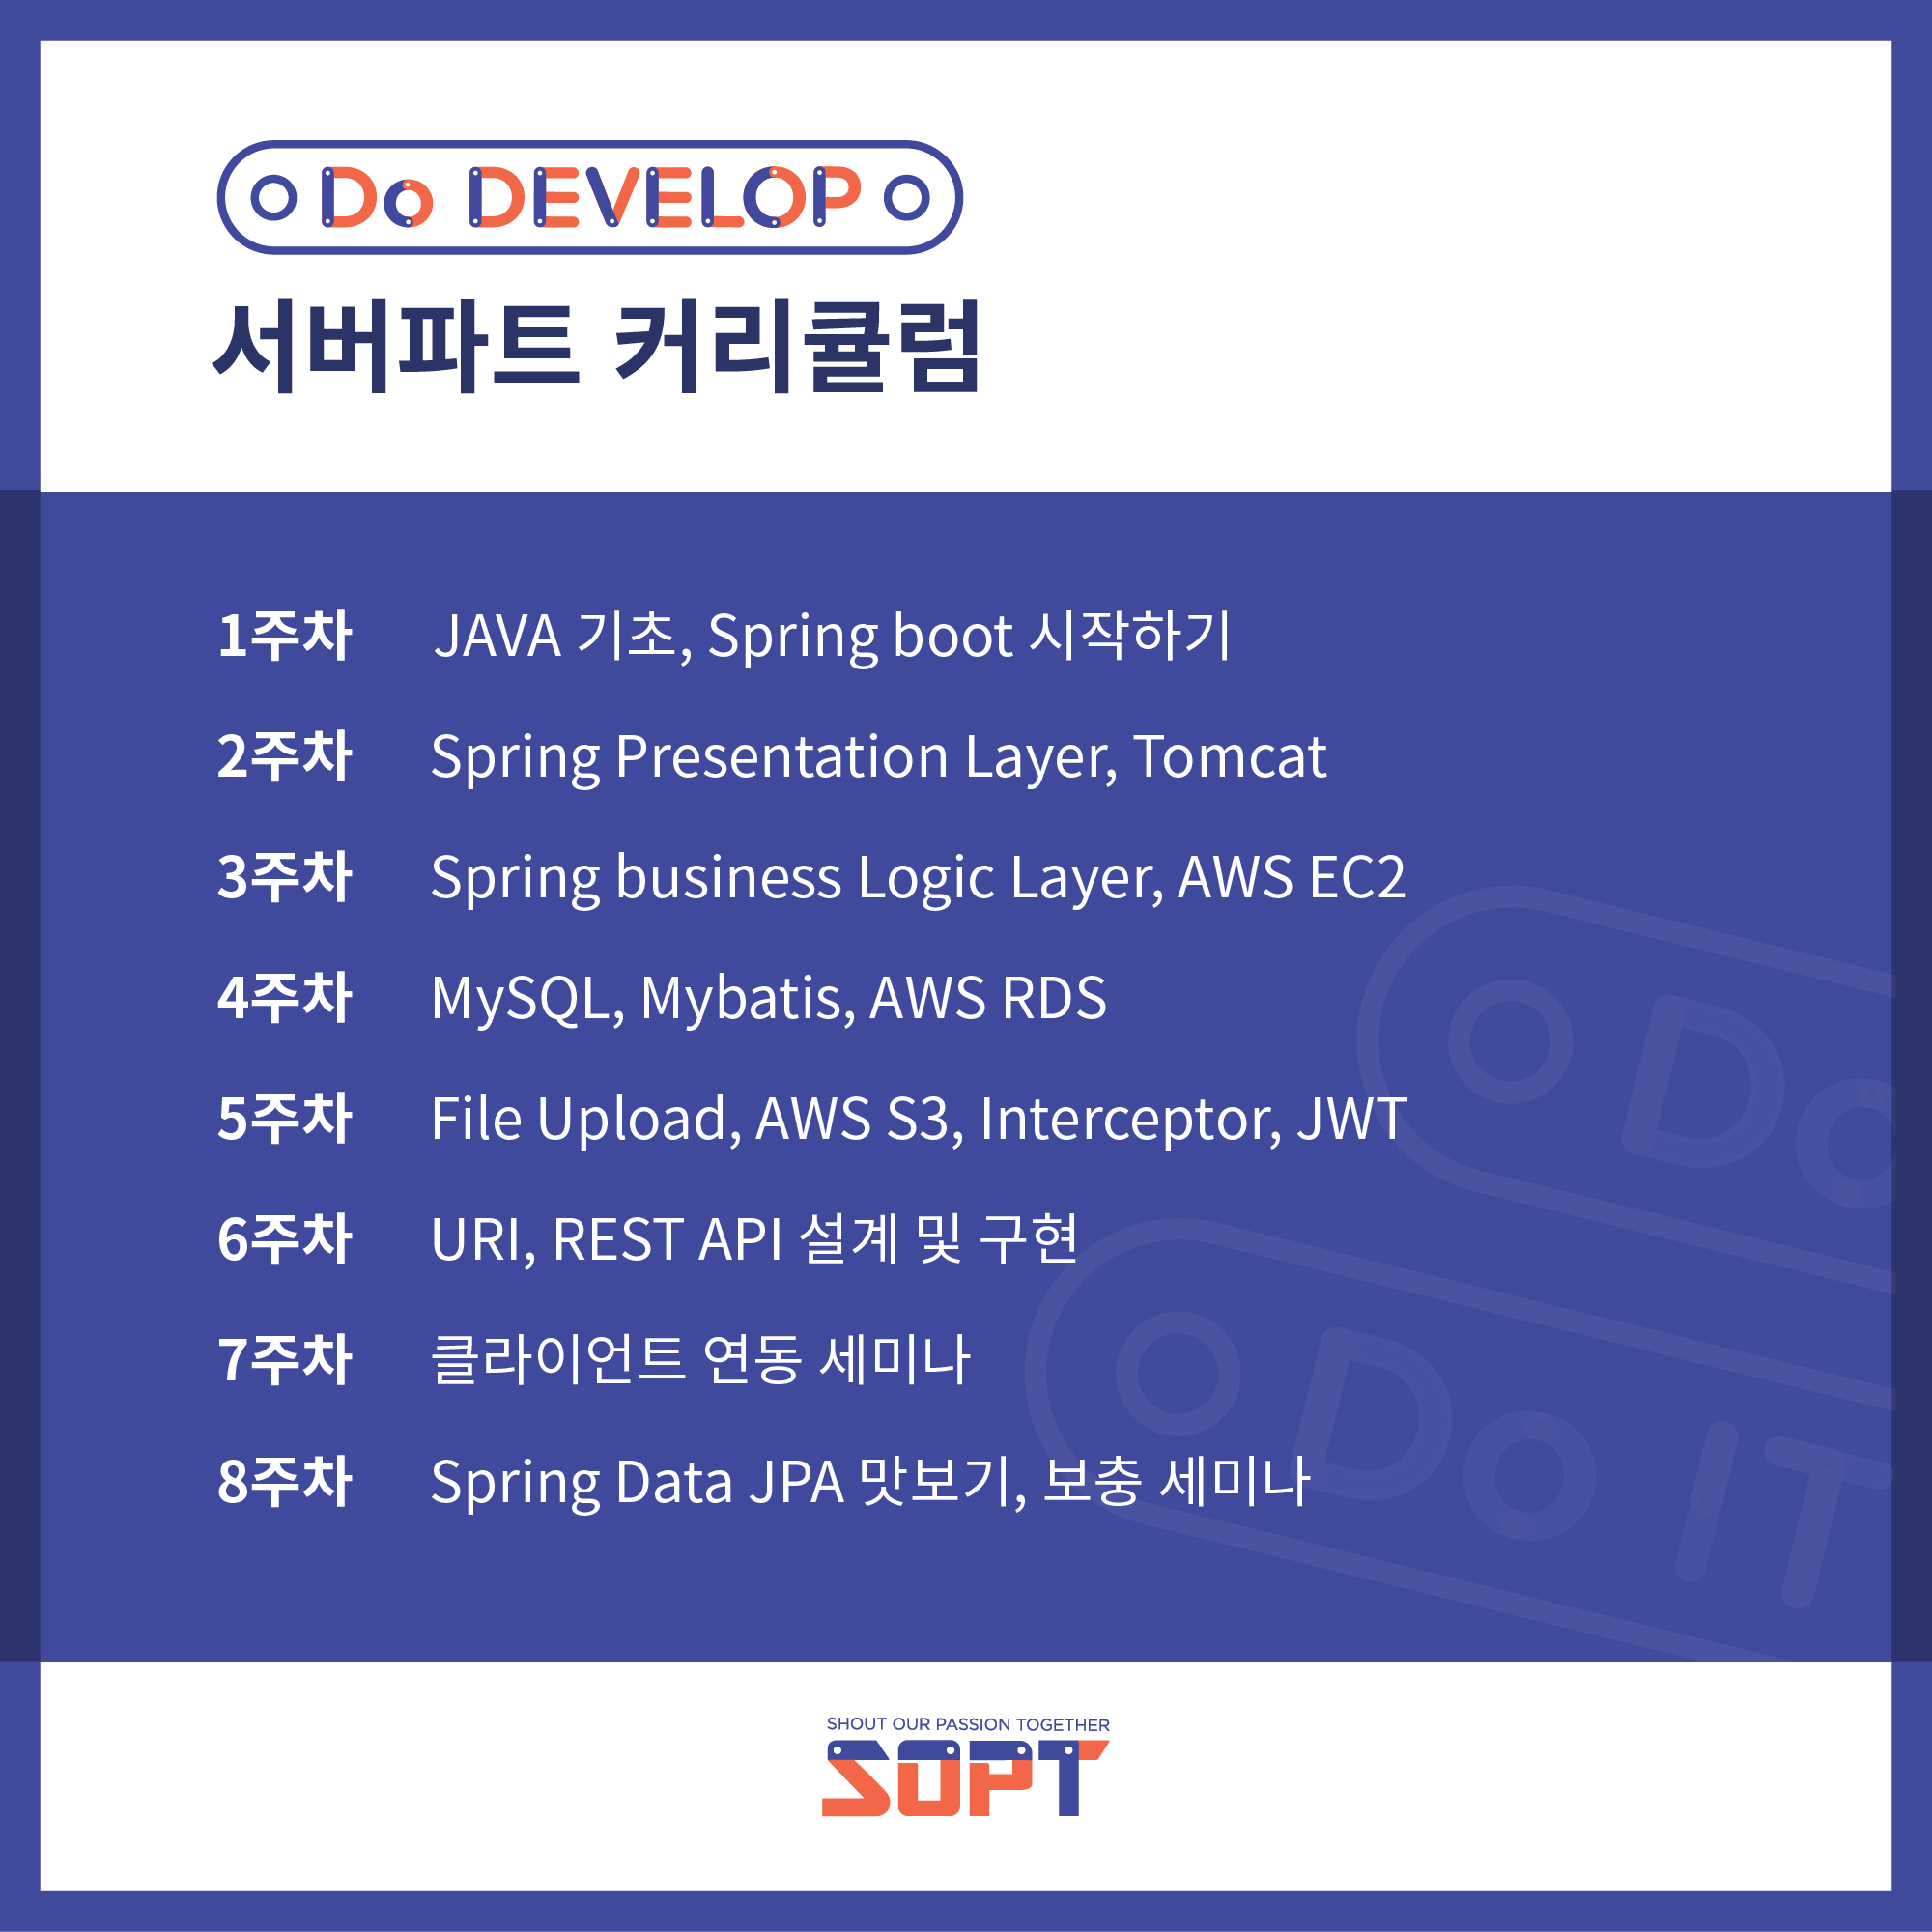 Do DEVELOP
서버파트 커리큘럼
1주차 JAVA 기초, Spring boot 시작하기
2주차 Spring Presentation Layer, Tomcat
3주차 Spring business Logic Layer, AWS EC2
4주차 MySQL, Mybatis, AWS RDS
5주차 File Upload, AWS S3, Interceptor, JWT
6주차 URI, REST API 설계 및 구현
7주차 클라이언트 연동 세미나
8주차 Spring Data JPA 맛보기, 보충 세미나
Do
Do IT
SHOUT OUR PASSION TOGETHER
SOPT